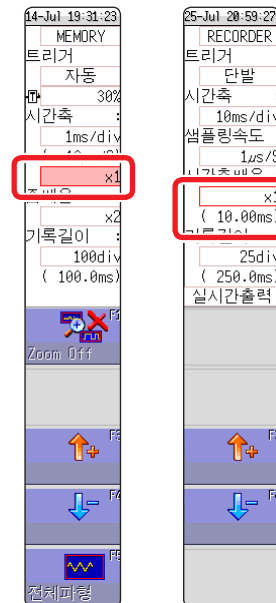 14-Jul 19:31:23
MEMORY
트리거
자동
T 30%
시간축 :
1ms/div
x1
x2
기록길이 :
100div
( 100.0ms)
F1
Zoom Off
F3
F4
F5
전체파형
25-Jul 20:59:27
RECORDER
트리거
단발
시간축
10ms/div
샘플링속도
1µs/S
x1
( 10.00ms)
25div
( 250.0ms)
실시간출력